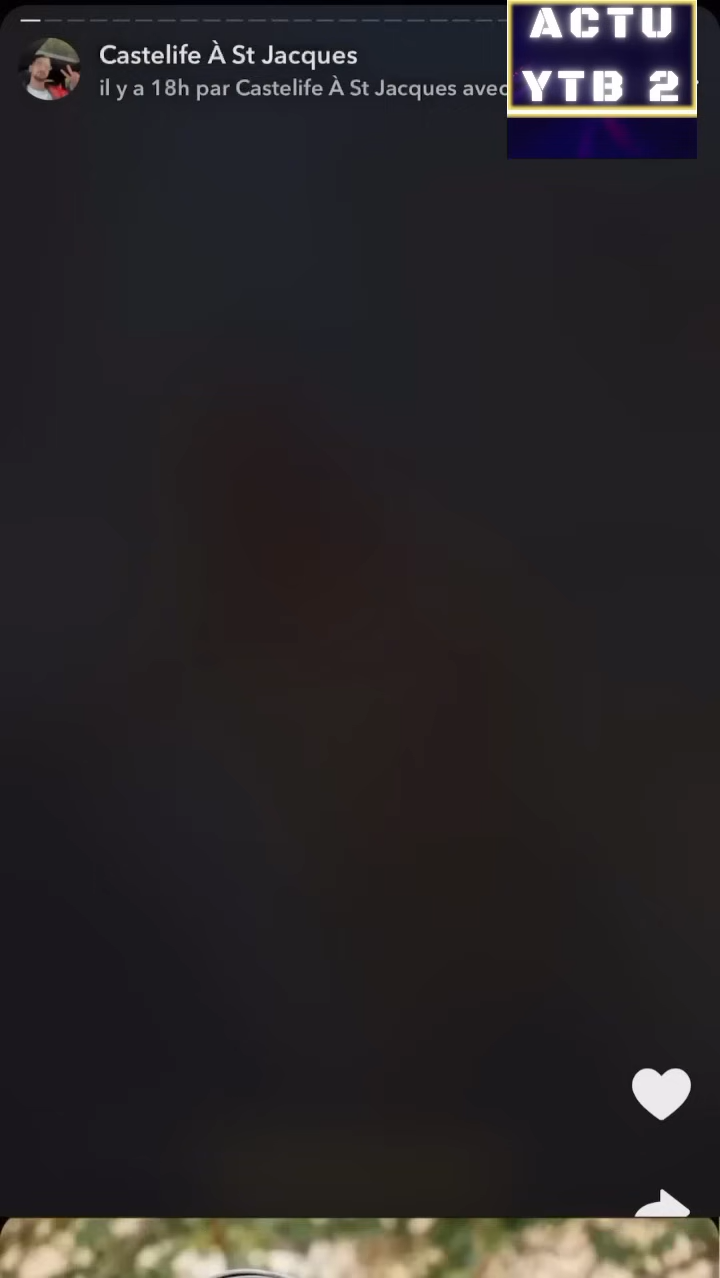 Castelife À St Jacques
il y a 18h par Castelife À St Jacques avec
ACTU
YTB 2